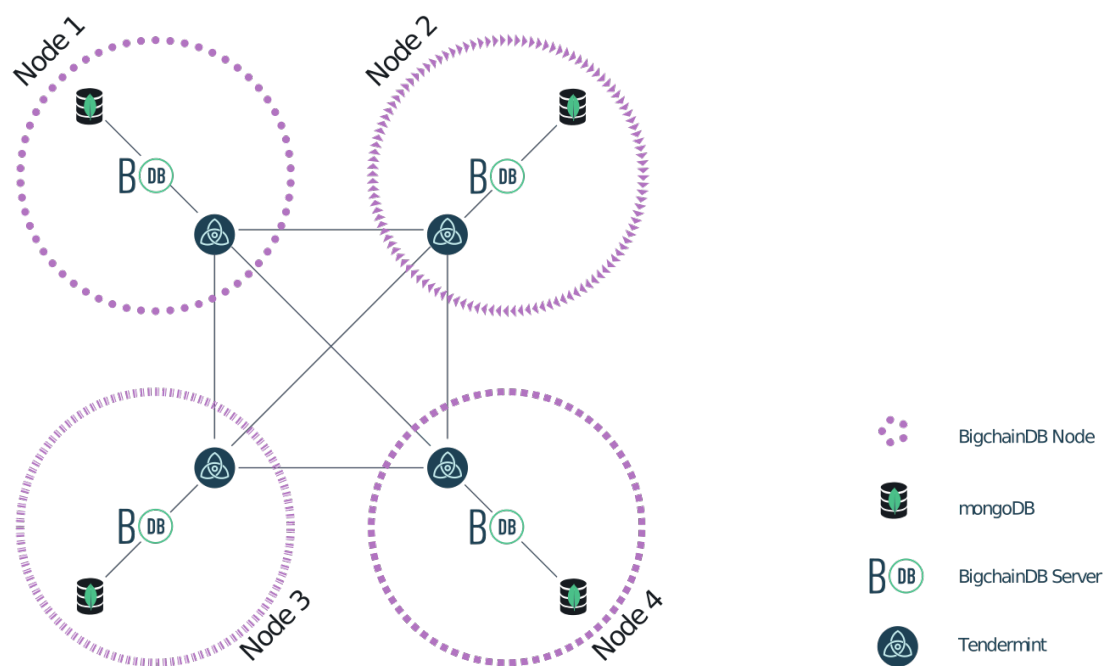 Node 1
Node 2
B DB
B DB
B DB
B DB
Node 3
Node 4
BigchainDB Node
mongoDB
B DB
BigchainDB Server
Tendermint